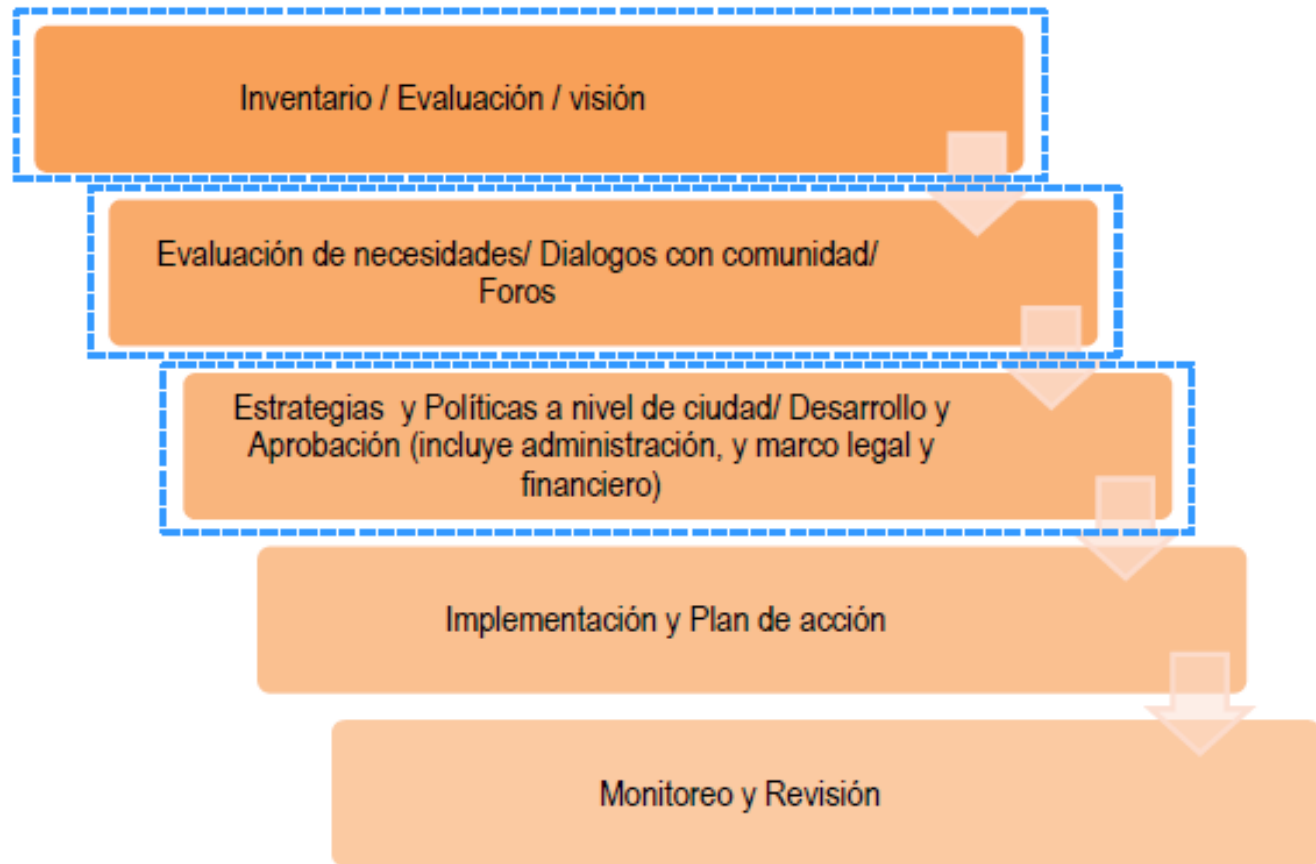 Inventario / Evaluación / visión
Evaluación de necesidades/ Dialogos con comunidad/
Foros
Estrategias y Políticas a nivel de ciudad/ Desarrollo y
Aprobación (incluye administración, y marco legal y
financiero)
Implementación y Plan de acción
Monitoreo y Revisión